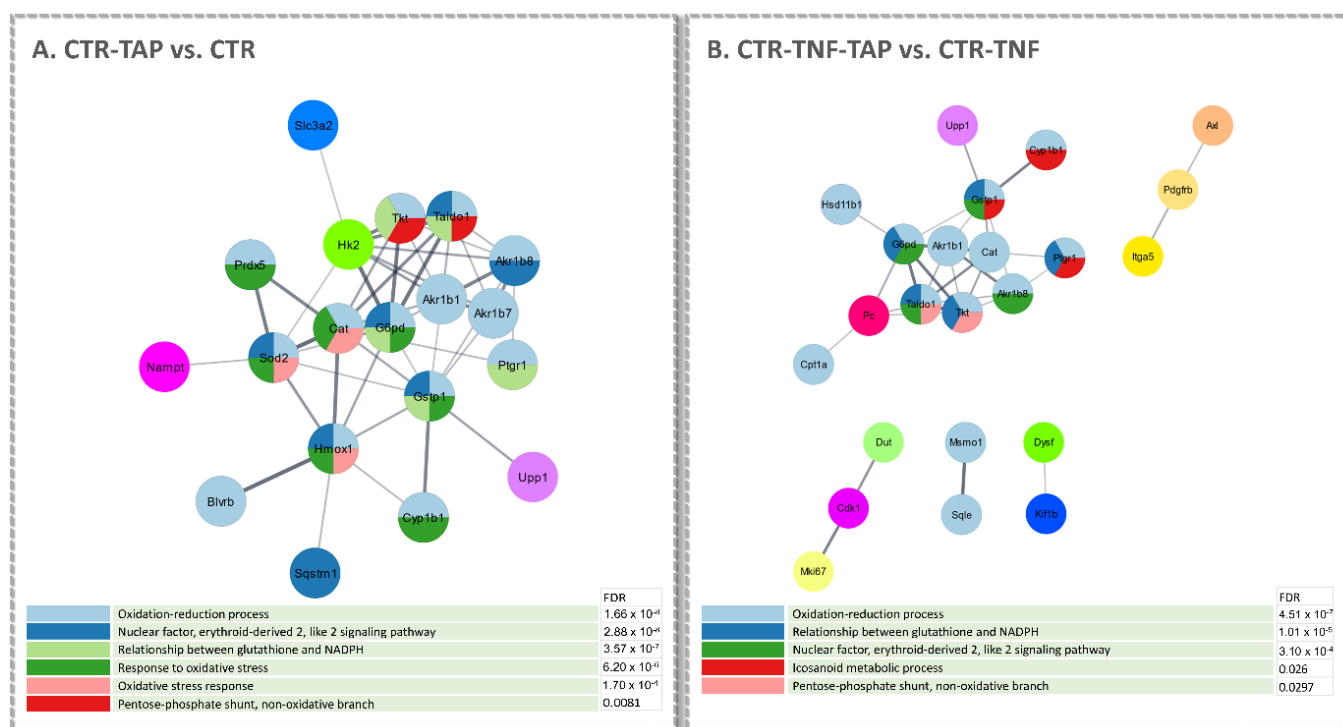 A. CTR-TAP vs. CTR
Slc3a2
Tkt
Taldo1
Hk2
Prdx5
Akr1b8
Akr1b1
Akr1b7
Cat
G6pd
Sod2
Nampt
Ptgr1
Gstp1
Hmox1
Upp1
Blvrb
Cyp1b1
Sqstm1
FDR
Oxidation-reduction process
Nuclear factor, erythroid-derived 2, like 2 signaling pathway 2.88 x 10⁻⁸
Relationship between glutathione and NADPH 3.57 x 10⁻⁷
Response to oxidative stress 6.20 x 10⁻⁶
Oxidative stress response
Pentose-phosphate shunt, non-oxidative branch 0.0081
B. CTR-TNF-TAP vs. CTR-TNF
Upp1
Axl
Cyp1b1
Pdgfrb
Hsd11b1
Gstp1
G6pd
Akr1b1
Cat
Ptgr1
Itga5
Akr1b8
Taldo1
Tkt
Pc
Cpt1a
Dut
Msmo1
Dysf
Cdk1
Sqle
Kif1b
Mki67
FDR
Oxidation-reduction process 4.51 x 10⁻⁷
Relationship between glutathione and NADPH 1.01 x 10⁻⁵
Nuclear factor, erythroid-derived 2, like 2 signaling pathway 3.10 x 10⁻⁴
Icosanoid metabolic process 0.026
Pentose-phosphate shunt, non-oxidative branch 0.0297